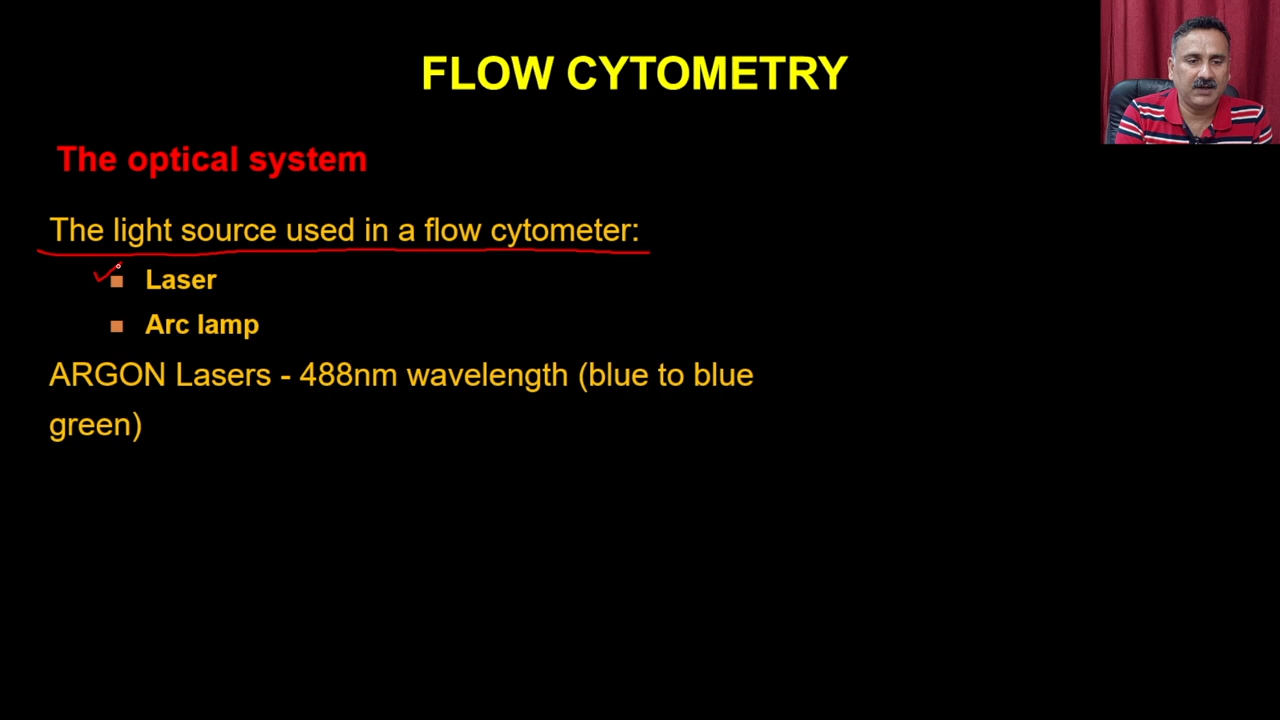 FLOW CYTOMETRY
The optical system
The light source used in a flow cytometer:
Laser
Arc lamp
ARGON Lasers - 488nm wavelength (blue to blue
green)